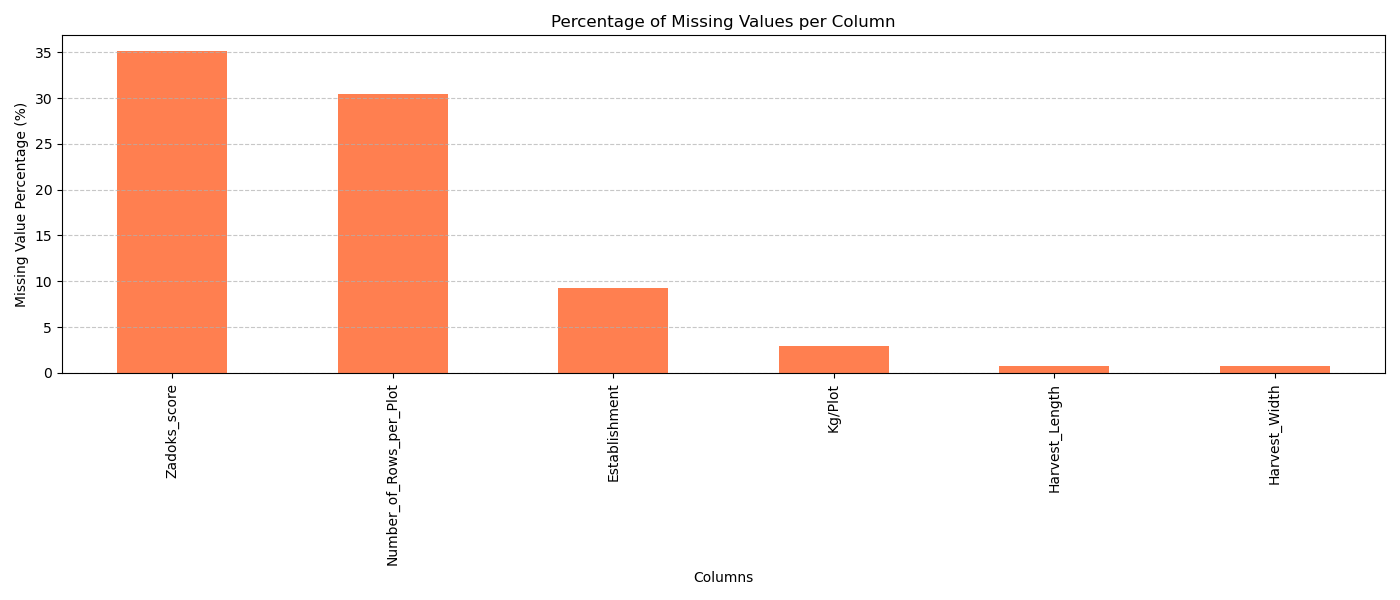 Percentage of Missing Values per Column
Missing Value Percentage (%)
35
30
25
20
15
10
5
0
Zadoks_score
Number_of_Rows_per_Plot
Establishment
Kg/Plot
Harvest_Length
Harvest_Width
Columns